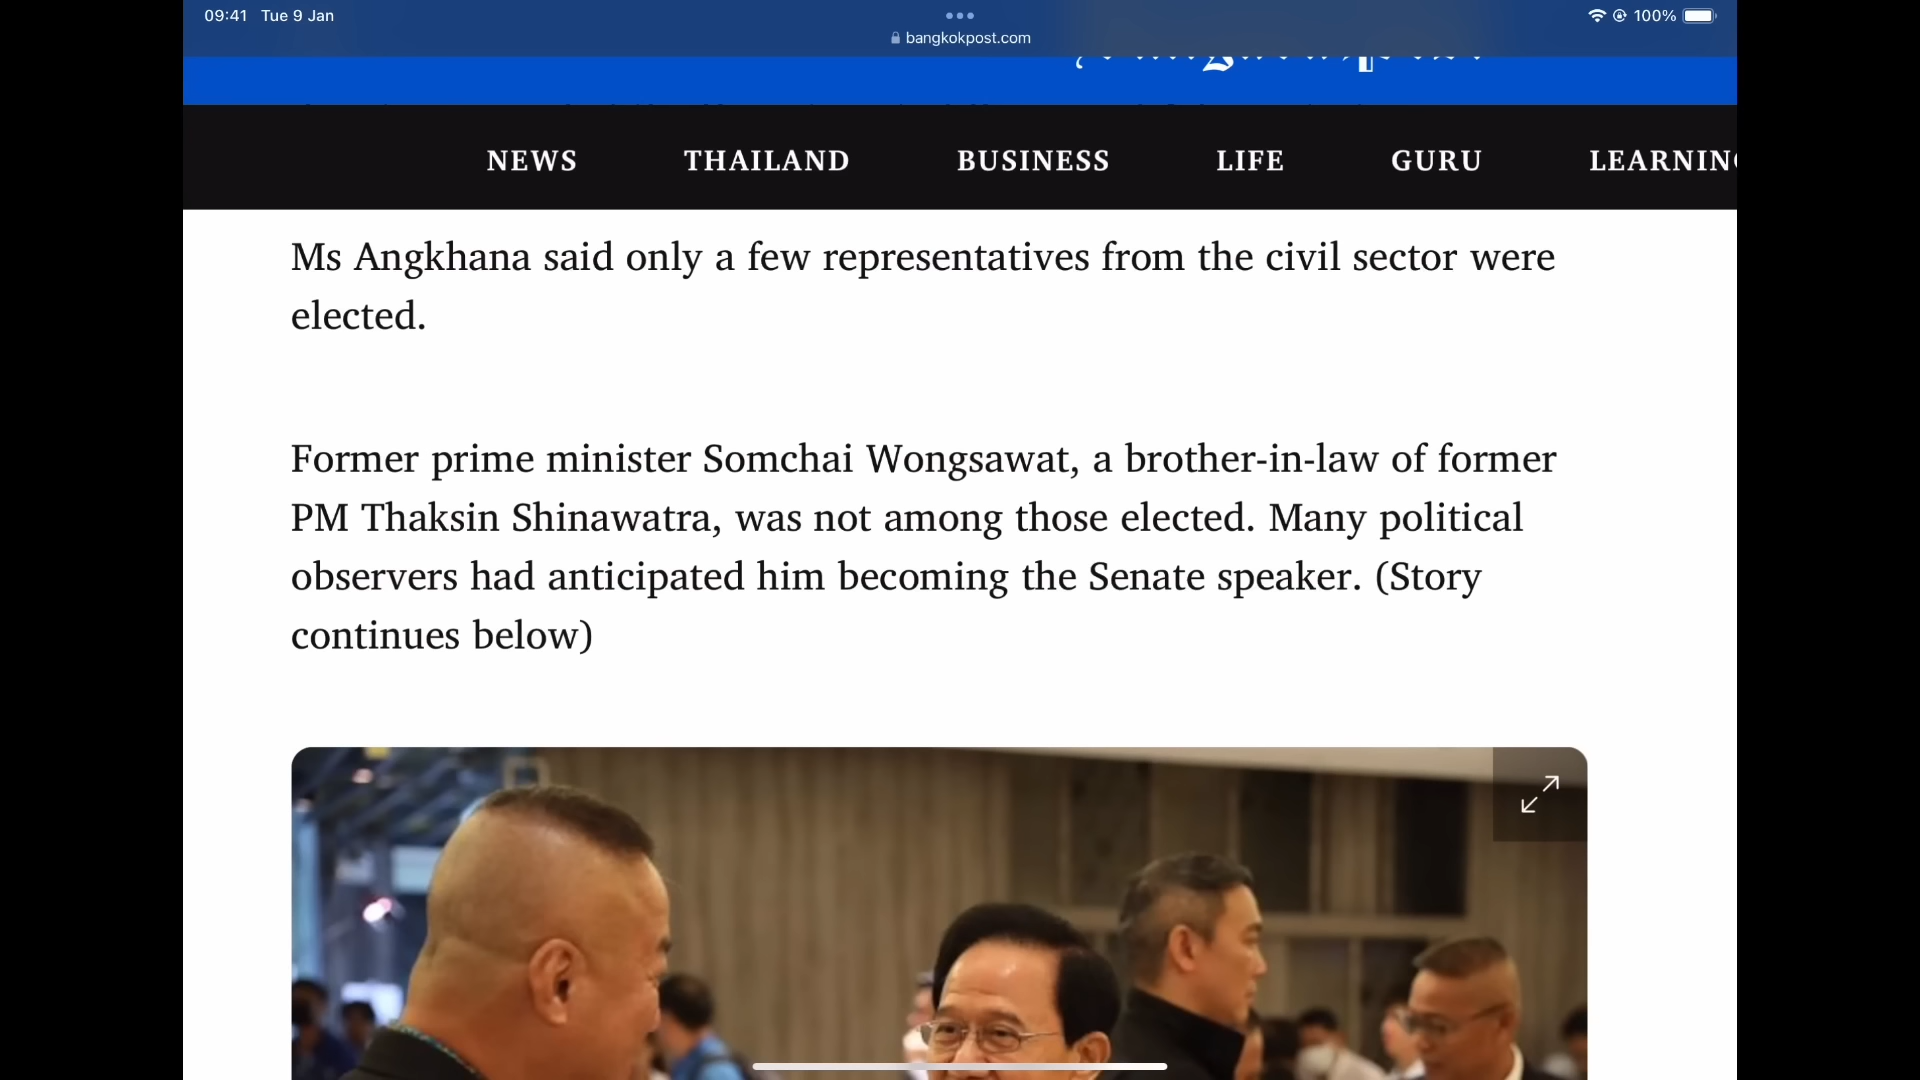 09:41 Tue 9 Jan
100%
bangkokpost.com
NEWS THAILAND BUSINESS LIFE GURU LEARNIN
Ms Angkhana said only a few representatives from the civil sector were
elected.
Former prime minister Somchai Wongsawat, a brother-in-law of former
PM Thaksin Shinawatra, was not among those elected. Many political
observers had anticipated him becoming the Senate speaker. (Story
continues below)